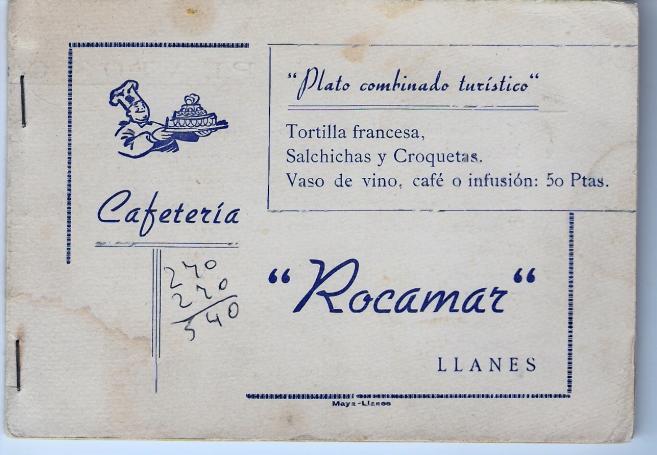 "Plato combinado turístico"
Tortilla francesa,
Salchichas y Croquetas.
Vaso de vino, café o infusión: 50 Ptas.
Cafetería
"Rocamar"
LLANES
270
270
540
Maya-Llanes